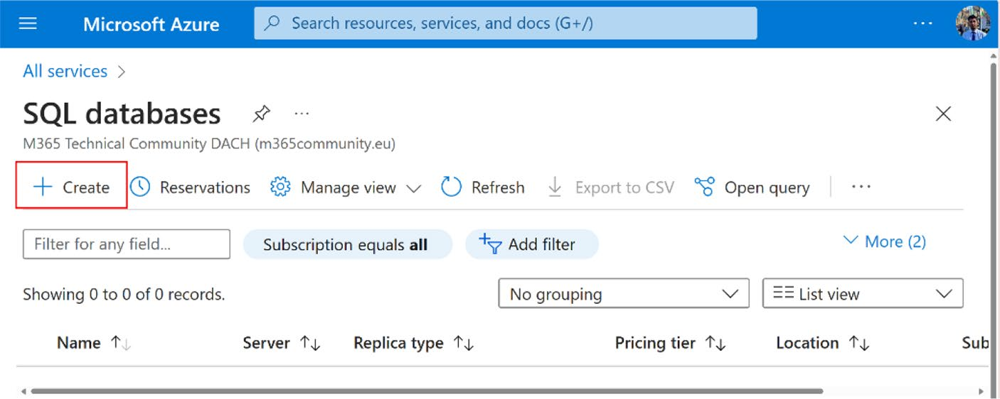 Microsoft Azure Search resources, services, and docs (G+/) ...
All services >
SQL databases ...
M365 Technical Community DACH (m365community.eu)
+ Create Reservations Manage view Refresh Export to CSV Open query ...
Filter for any field... Subscription equals all Add filter More (2)
Showing 0 to 0 of 0 records. No grouping List view
Name ↑↓ Server ↑↓ Replica type ↑↓ Pricing tier ↑↓ Location ↑↓ Sub